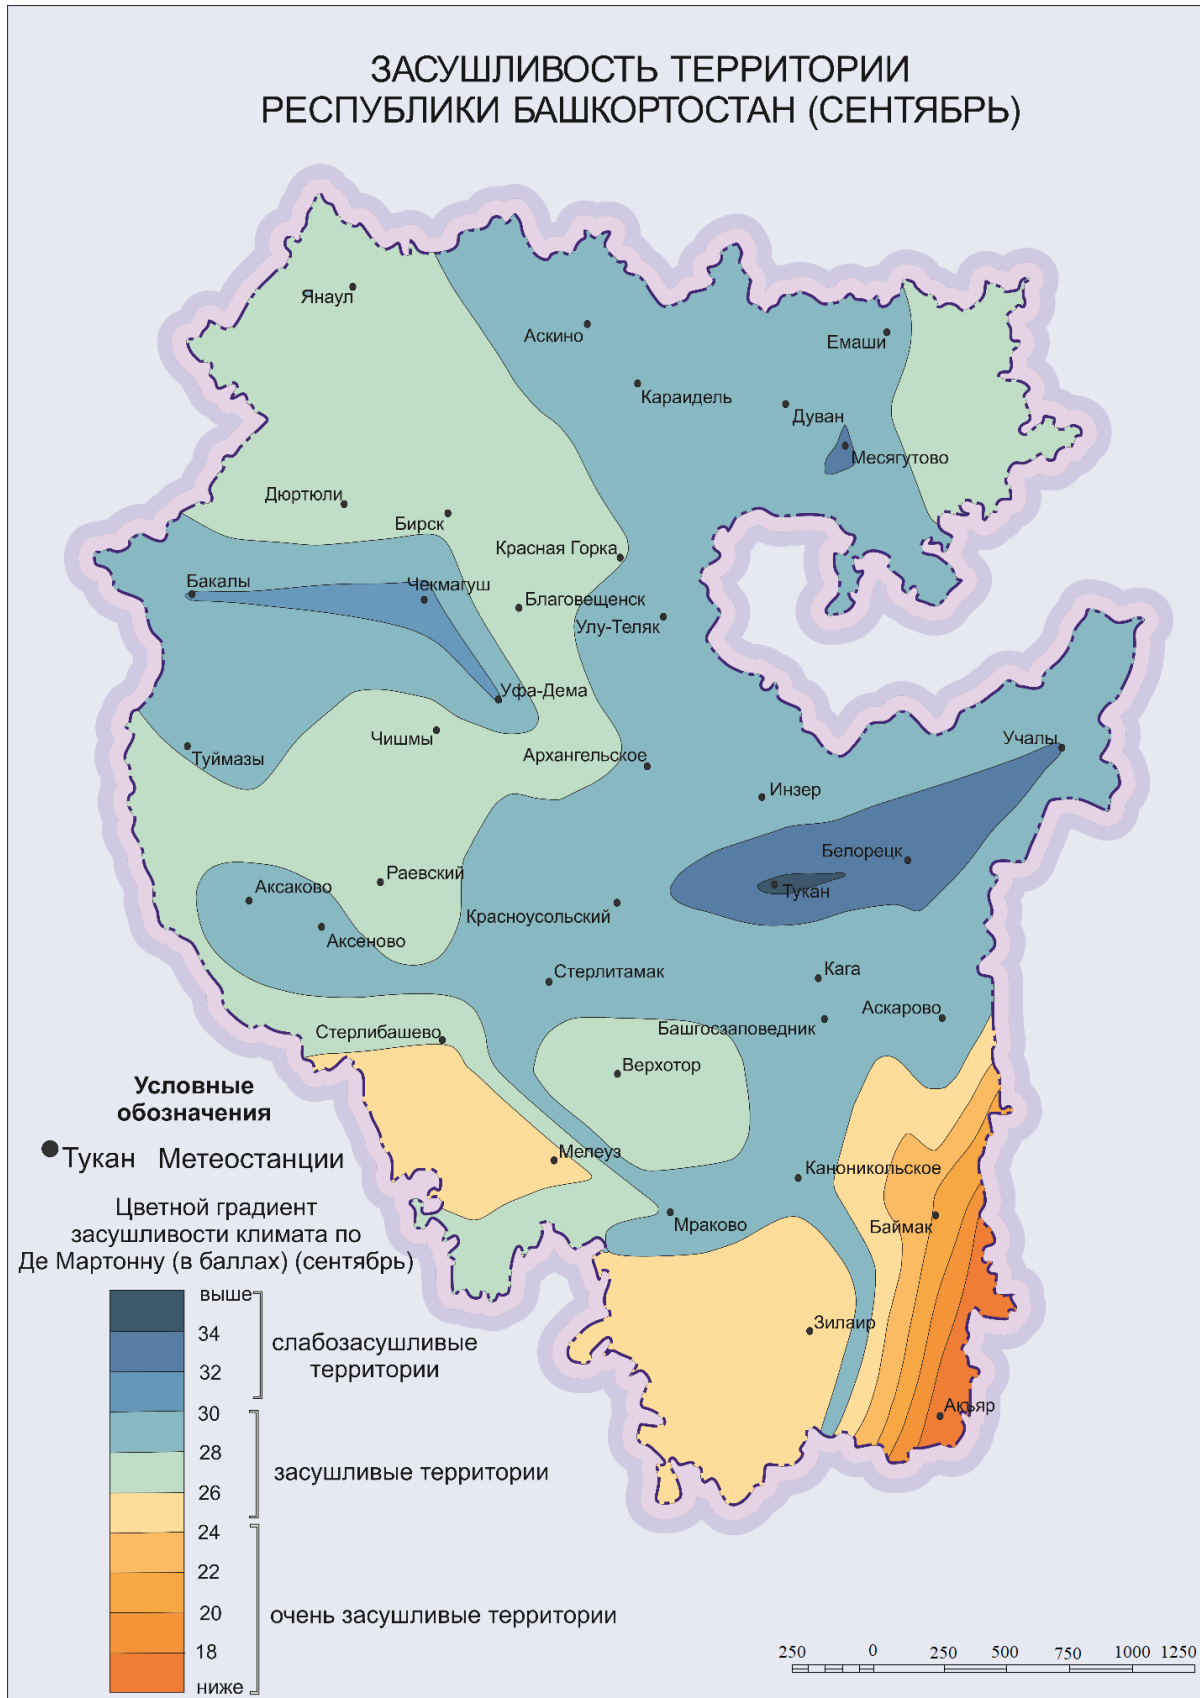 ЗАСУШЛИВОСТЬ ТЕРРИТОРИИ
РЕСПУБЛИКИ БАШКОРТОСТАН (СЕНТЯБРЬ)
Янаул
Аскино
Емаши
Караидель
Дуван
Месягутово
Дюртюли
Бирск
Красная Горка
Бакалы
Чекмагуш
Благовещенск
Улу-Теляк
Уфа-Дема
Чишмы
Туймазы
Архангельское
Учалы
Инзер
Белорецк
Тукан
Раевский
Аксаково
Красноусольский
Аксеново
Стерлитамак
Кага
Аскарово
Башгосзаповедник
Стерлибашево
Верхотор
Мелеуз
Каноникольское
Мраково
Баймак
Зилаир
Акъяр
Условные
обозначения
Тукан Метеостанции
Цветной градиент
засушливости климата по
Де Мартонну (в баллах) (сентябрь)
выше
34
32
30
28
26
24
22
20
18
ниже
слабозасушливые
территории
засушливые территории
очень засушливые территории
250 0 250 500 750 1000 1250